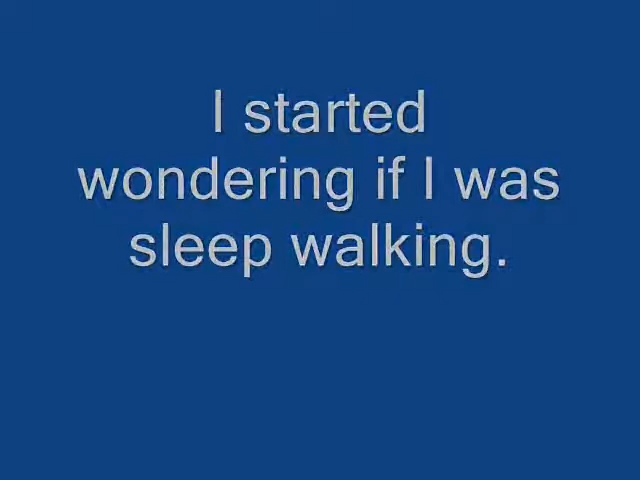 I started
wondering if I was
sleep walking.